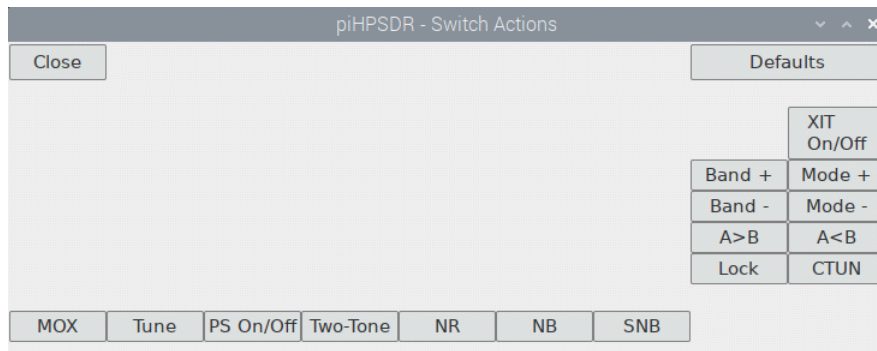 piHPSDR - Switch Actions
Close Defaults
XIT
On/Off
Band + Mode +
Band - Mode -
A>B A<B
Lock CTUN
MOX Tune PS On/Off Two-Tone NR NB SNB